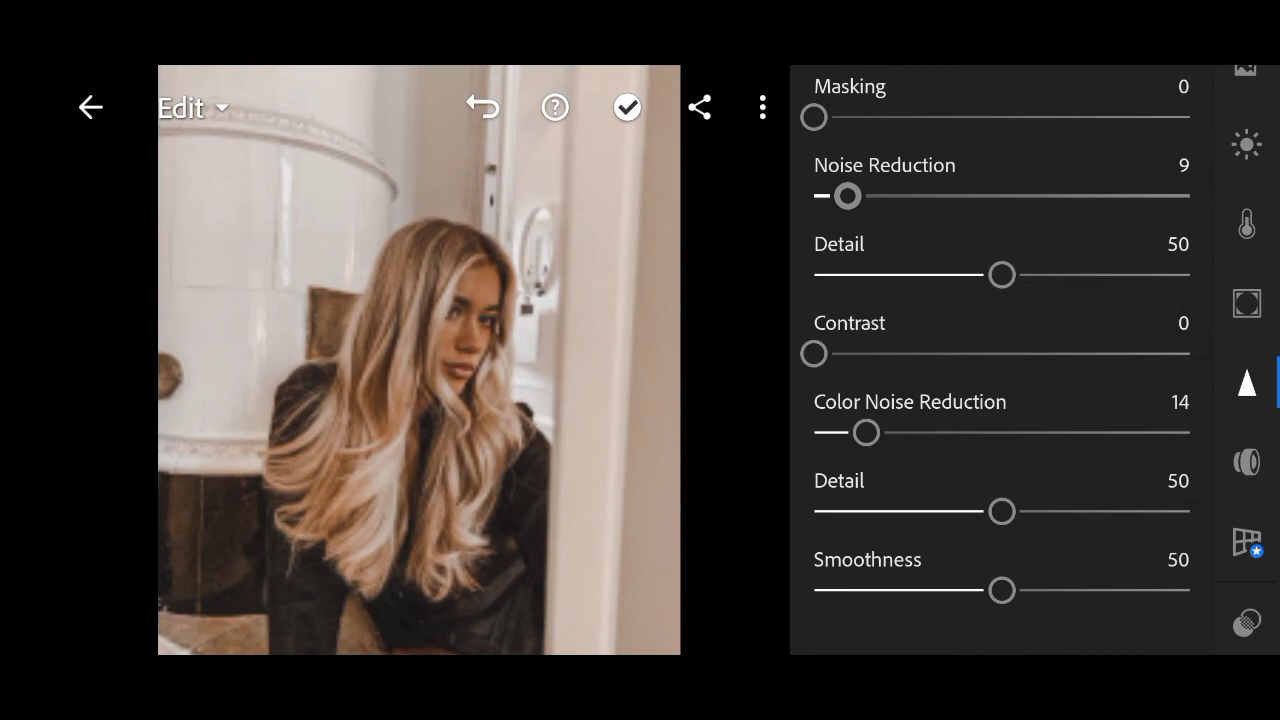 Edit
Masking 0
Noise Reduction 9
Detail 50
Contrast 0
Color Noise Reduction 14
Detail 50
Smoothness 50